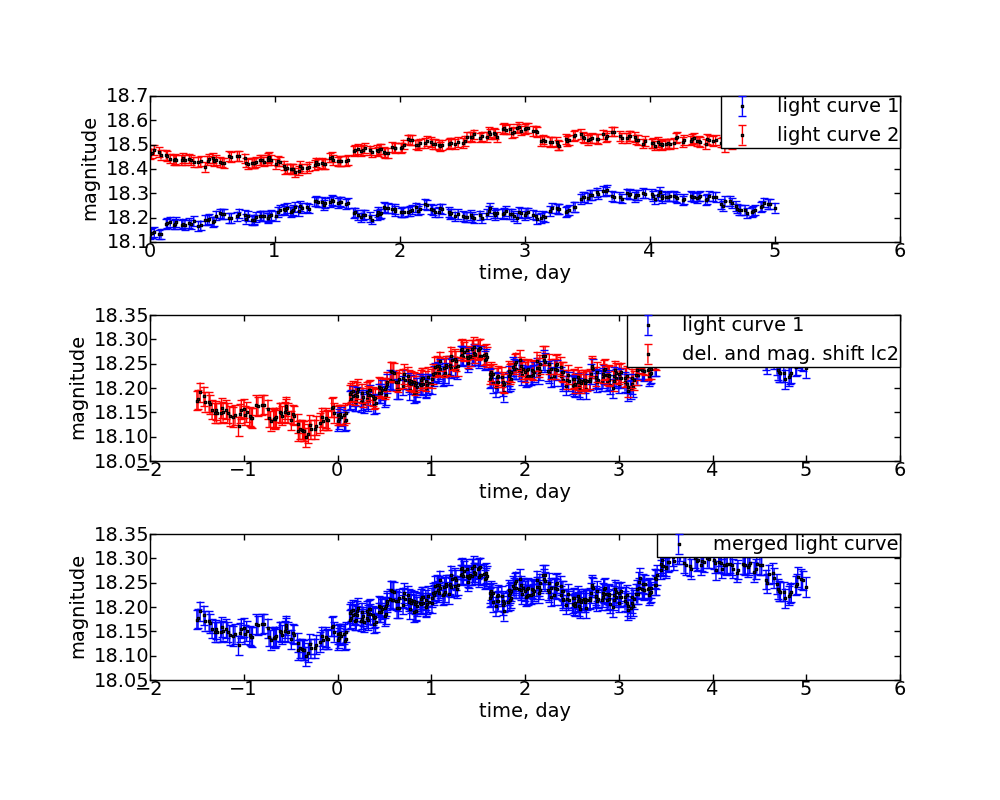 18.7
18.6
18.5
18.4
18.3
18.2
18.1
magnitude
light curve 1
light curve 2
0 1 2 3 4 5 6
time, day
18.35
18.30
18.25
18.20
18.15
18.10
18.05
magnitude
light curve 1
del. and mag. shift lc2
−2 −1 0 1 2 3 4 5 6
time, day
18.35
18.30
18.25
18.20
18.15
18.10
18.05
magnitude
merged light curve
−2 −1 0 1 2 3 4 5 6
time, day